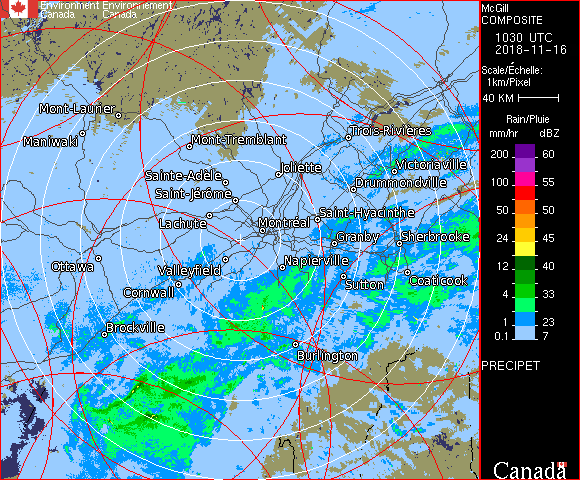 Environment Environnement
Canada Canada
McGill
COMPOSITE
1030 UTC
2018-11-16
Scale/Échelle:
1km/Pixel
40 KM
Rain/Pluie
mm/hr dBZ
200 60
100 55
50 50
24 45
12 40
4 33
1 23
0.1 7
PRECIPET
Canada
Mont-Laurier
Maniwaki
Mont-Tremblant
Trois-Rivières
Sainte-Adèle
Joliette
Victoriaville
Saint-Jérôme
Drummondville
Lachute
Montréal
Saint-Hyacinthe
Granby
Sherbrooke
Ottawa
Valleyfield
Napierville
Cornwall
Sutton
Coaticook
Brockville
Burlington